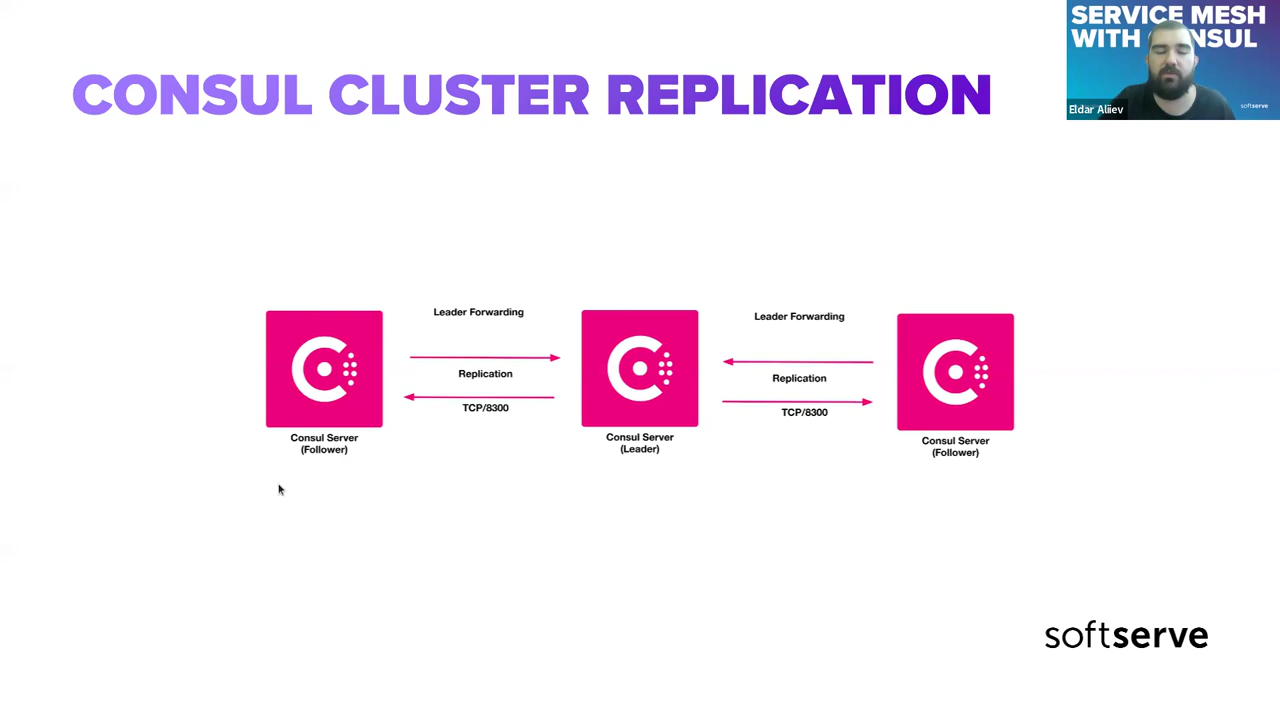 SERVICE MESH
WITH CONSUL
Eldar Aliiev
softserve
CONSUL CLUSTER REPLICATION
Leader Forwarding
Replication
TCP/8300
Leader Forwarding
Replication
TCP/8300
Consul Server
(Follower)
Consul Server
(Leader)
Consul Server
(Follower)
softserve